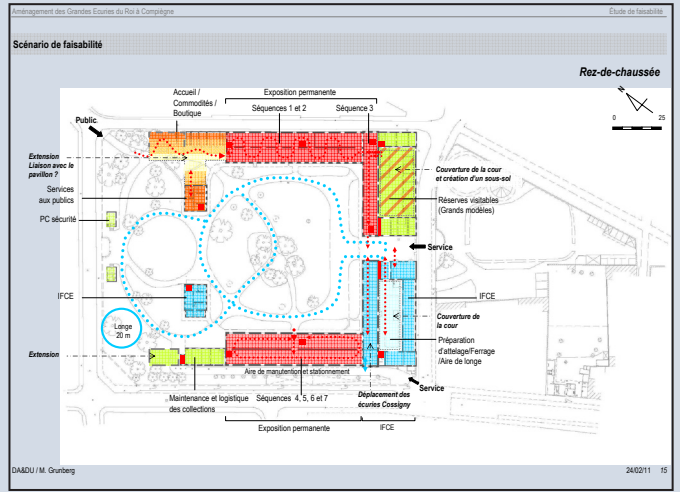 Aménagement des Grandes Ecuries du Roi à Compiègne
Étude de faisabilité
Scénario de faisabilité
Rez-de-chaussée
Accueil /
Commodités /
Boutique
Exposition permanente
Séquences 1 et 2
Séquence 3
N
0
25
Public
Extension
Liaison avec le
pavillon ?
Couverture de la cour
et création d'un sous-sol
Services
aux publics
Réserves visitables
(Grands modèles)
PC sécurité
Service
IFCE
IFCE
Longe
20 m
Couverture de
la cour
Préparation
d'attelage/Ferrage
/Aire de longe
Extension
Aire de manutention et stationnement
Service
Maintenance et logistique
des collections
Séquences 4, 5, 6 et 7
Déplacement des
écuries Cossigny
Exposition permanente
IFCE
DA&DU / M. Grunberg
24/02/11
15